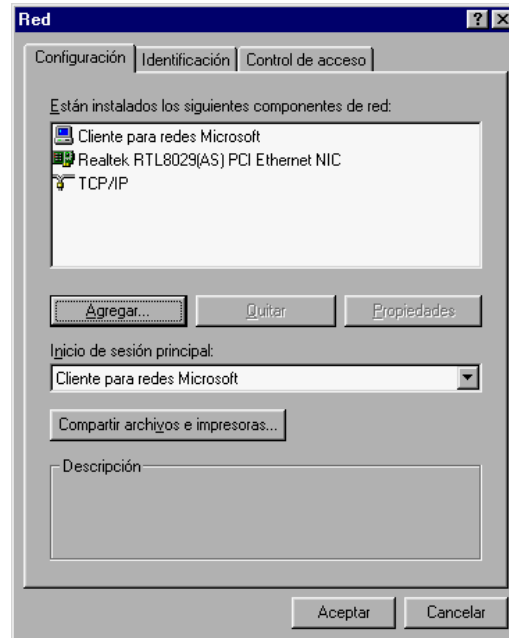 Red
Configuración Identificación Control de acceso
Están instalados los siguientes componentes de red:
Cliente para redes Microsoft
Realtek RTL8029(AS) PCI Ethernet NIC
TCP/IP
Agregar... Quitar Propiedades
Inicio de sesión principal:
Cliente para redes Microsoft
Compartir archivos e impresoras...
Descripción
Aceptar Cancelar